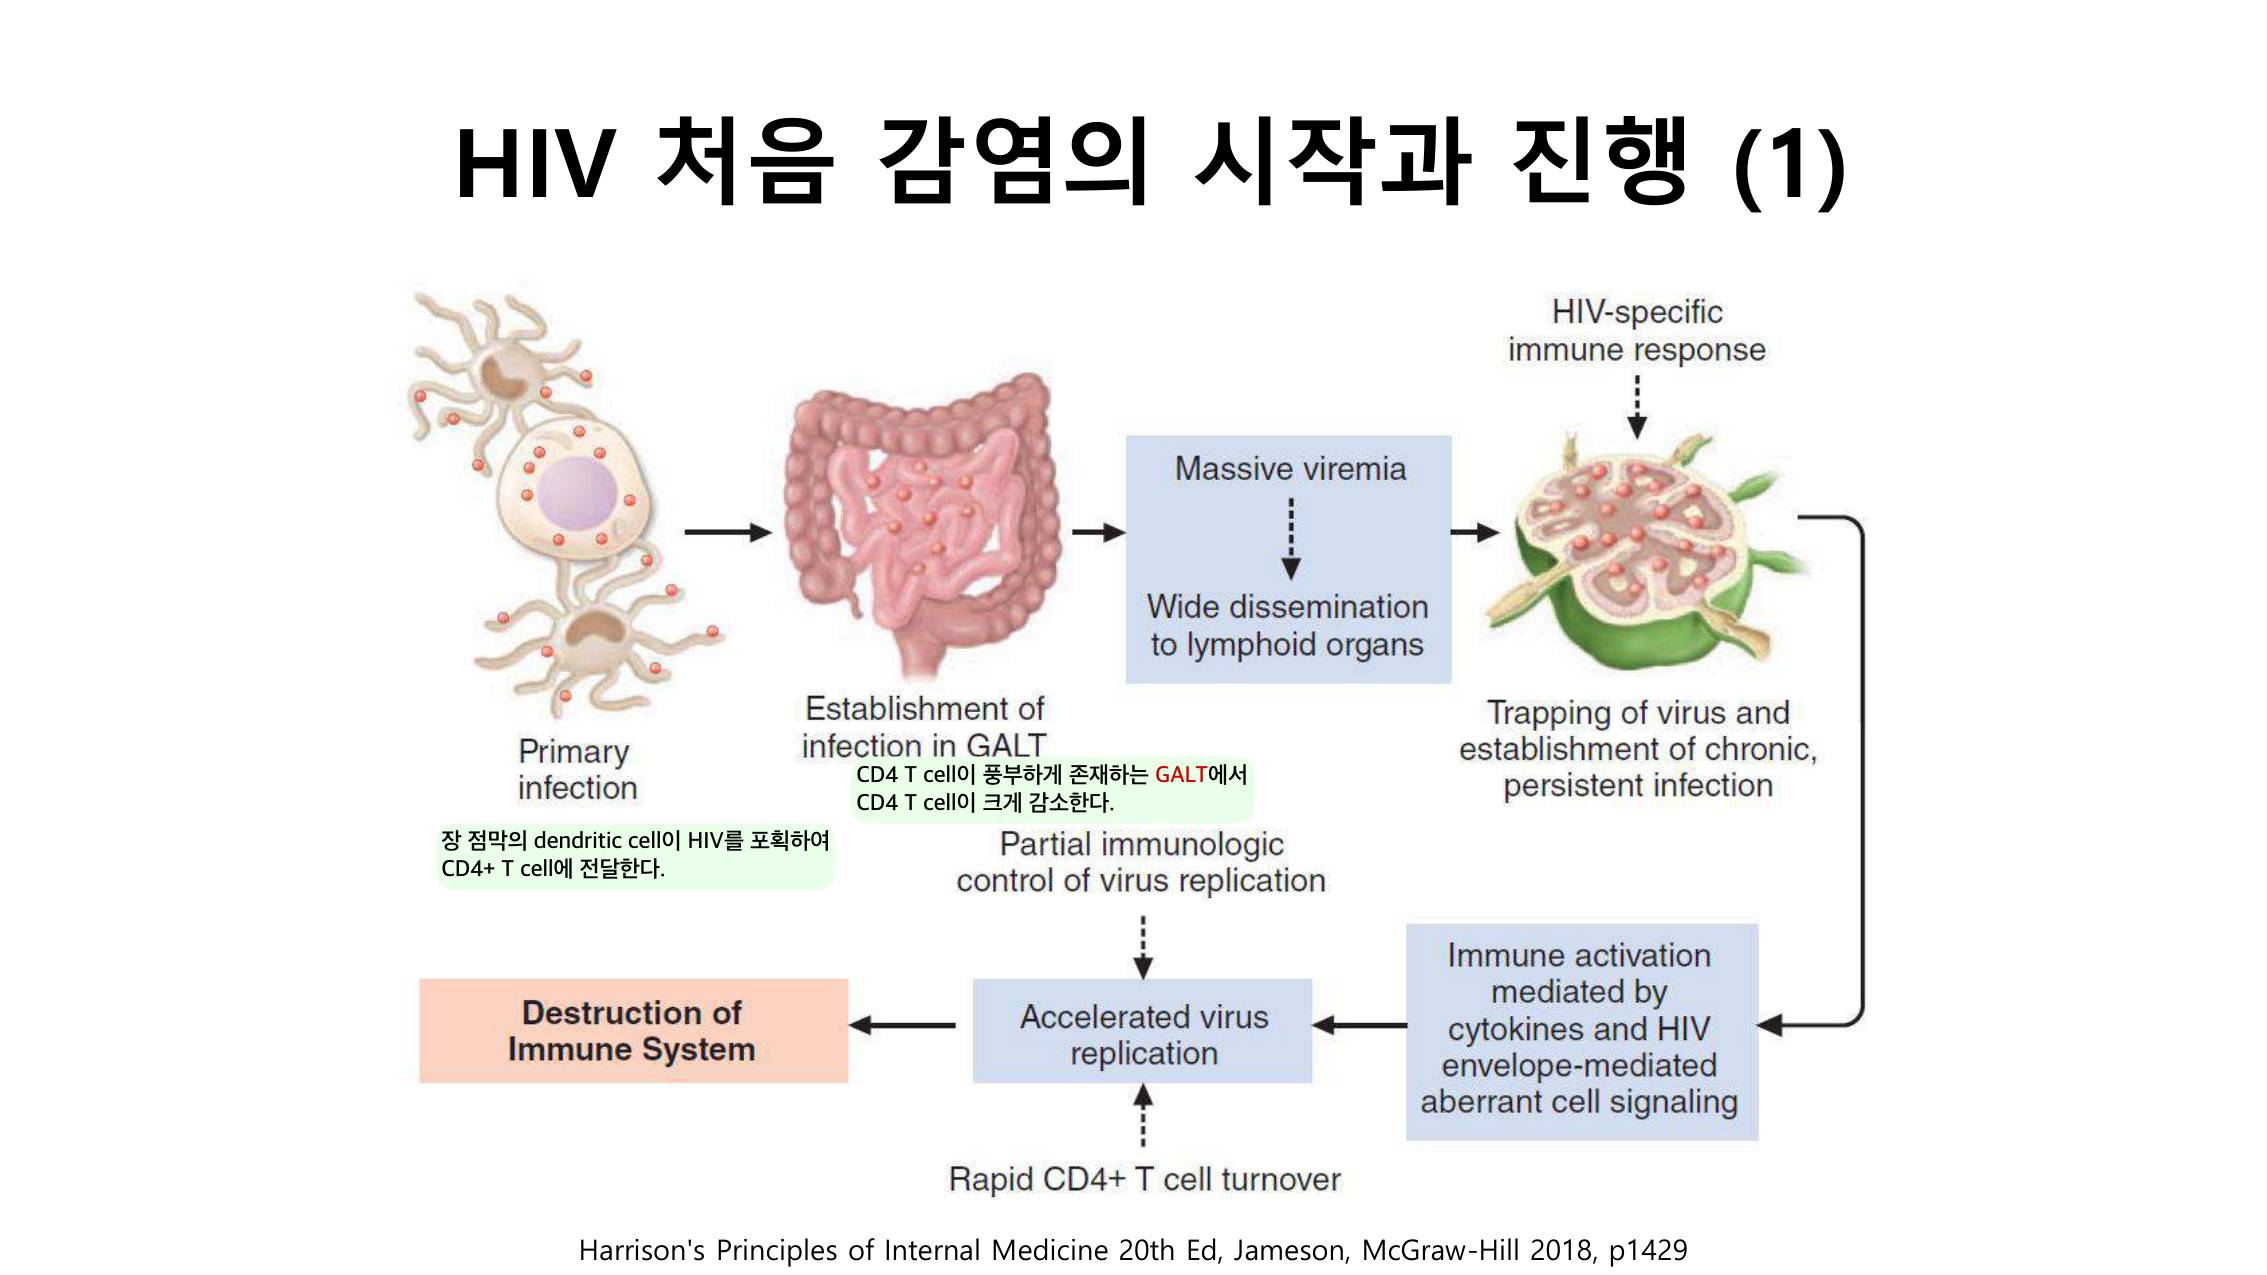 HIV 처음 감염의 시작과 진행 (1)
HIV-specific
immune response
Massive viremia
Wide dissemination
to lymphoid organs
Primary
infection
Establishment of
infection in GALT
Trapping of virus and
establishment of chronic,
persistent infection
장 점막의 dendritic cell이 HIV를 포획하여
CD4+ T cell에 전달한다.
CD4 T cell이 풍부하게 존재하는 GALT에서
CD4 T cell이 크게 감소한다.
Partial immunologic
control of virus replication
Immune activation
mediated by
cytokines and HIV
envelope-mediated
aberrant cell signaling
Accelerated virus
replication
Destruction of
Immune System
Rapid CD4+ T cell turnover
Harrison's Principles of Internal Medicine 20th Ed, Jameson, McGraw-Hill 2018, p1429